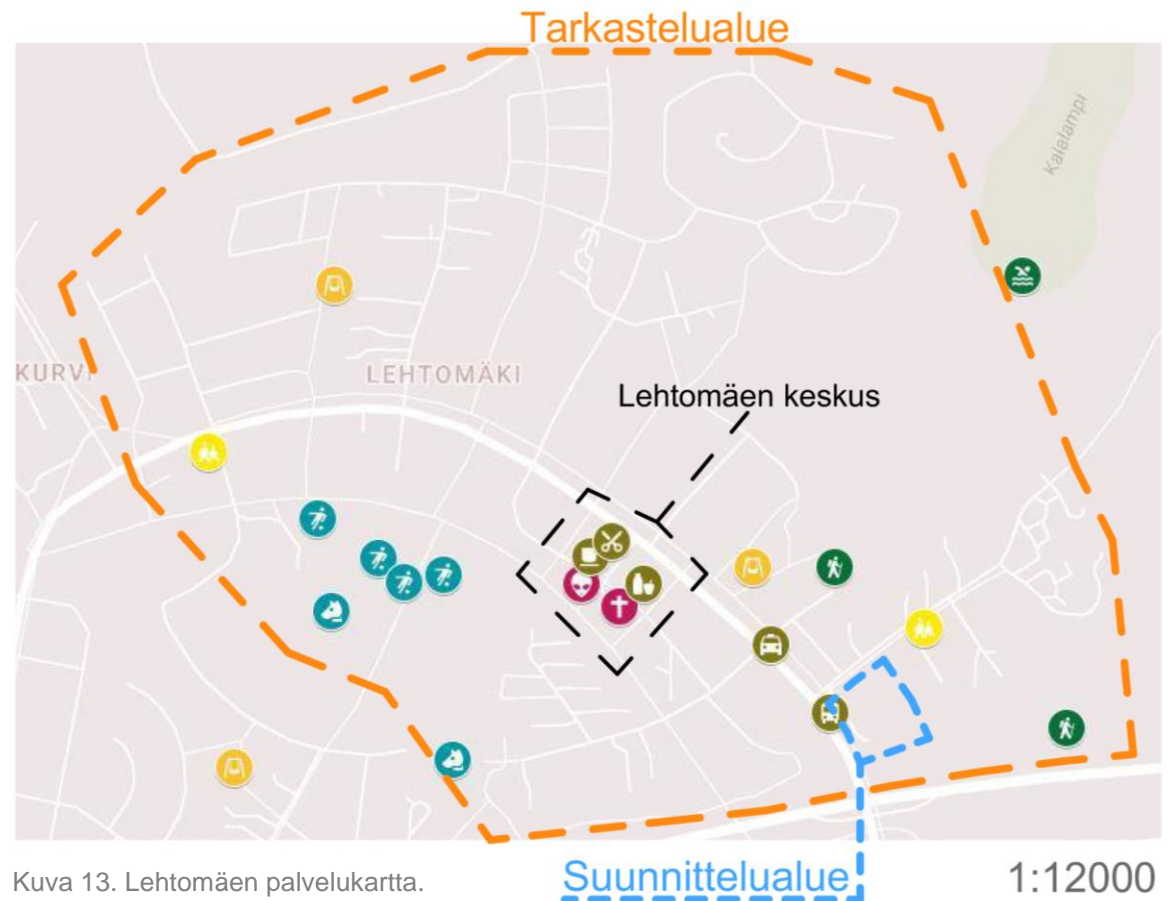 Tarkastelualue
Kalalampi
KURVI
LEHTOMÄKI
Lehtomäen keskus
Kuva 13. Lehtomäen palvelukartta.
Suunnittelualue
1:12000